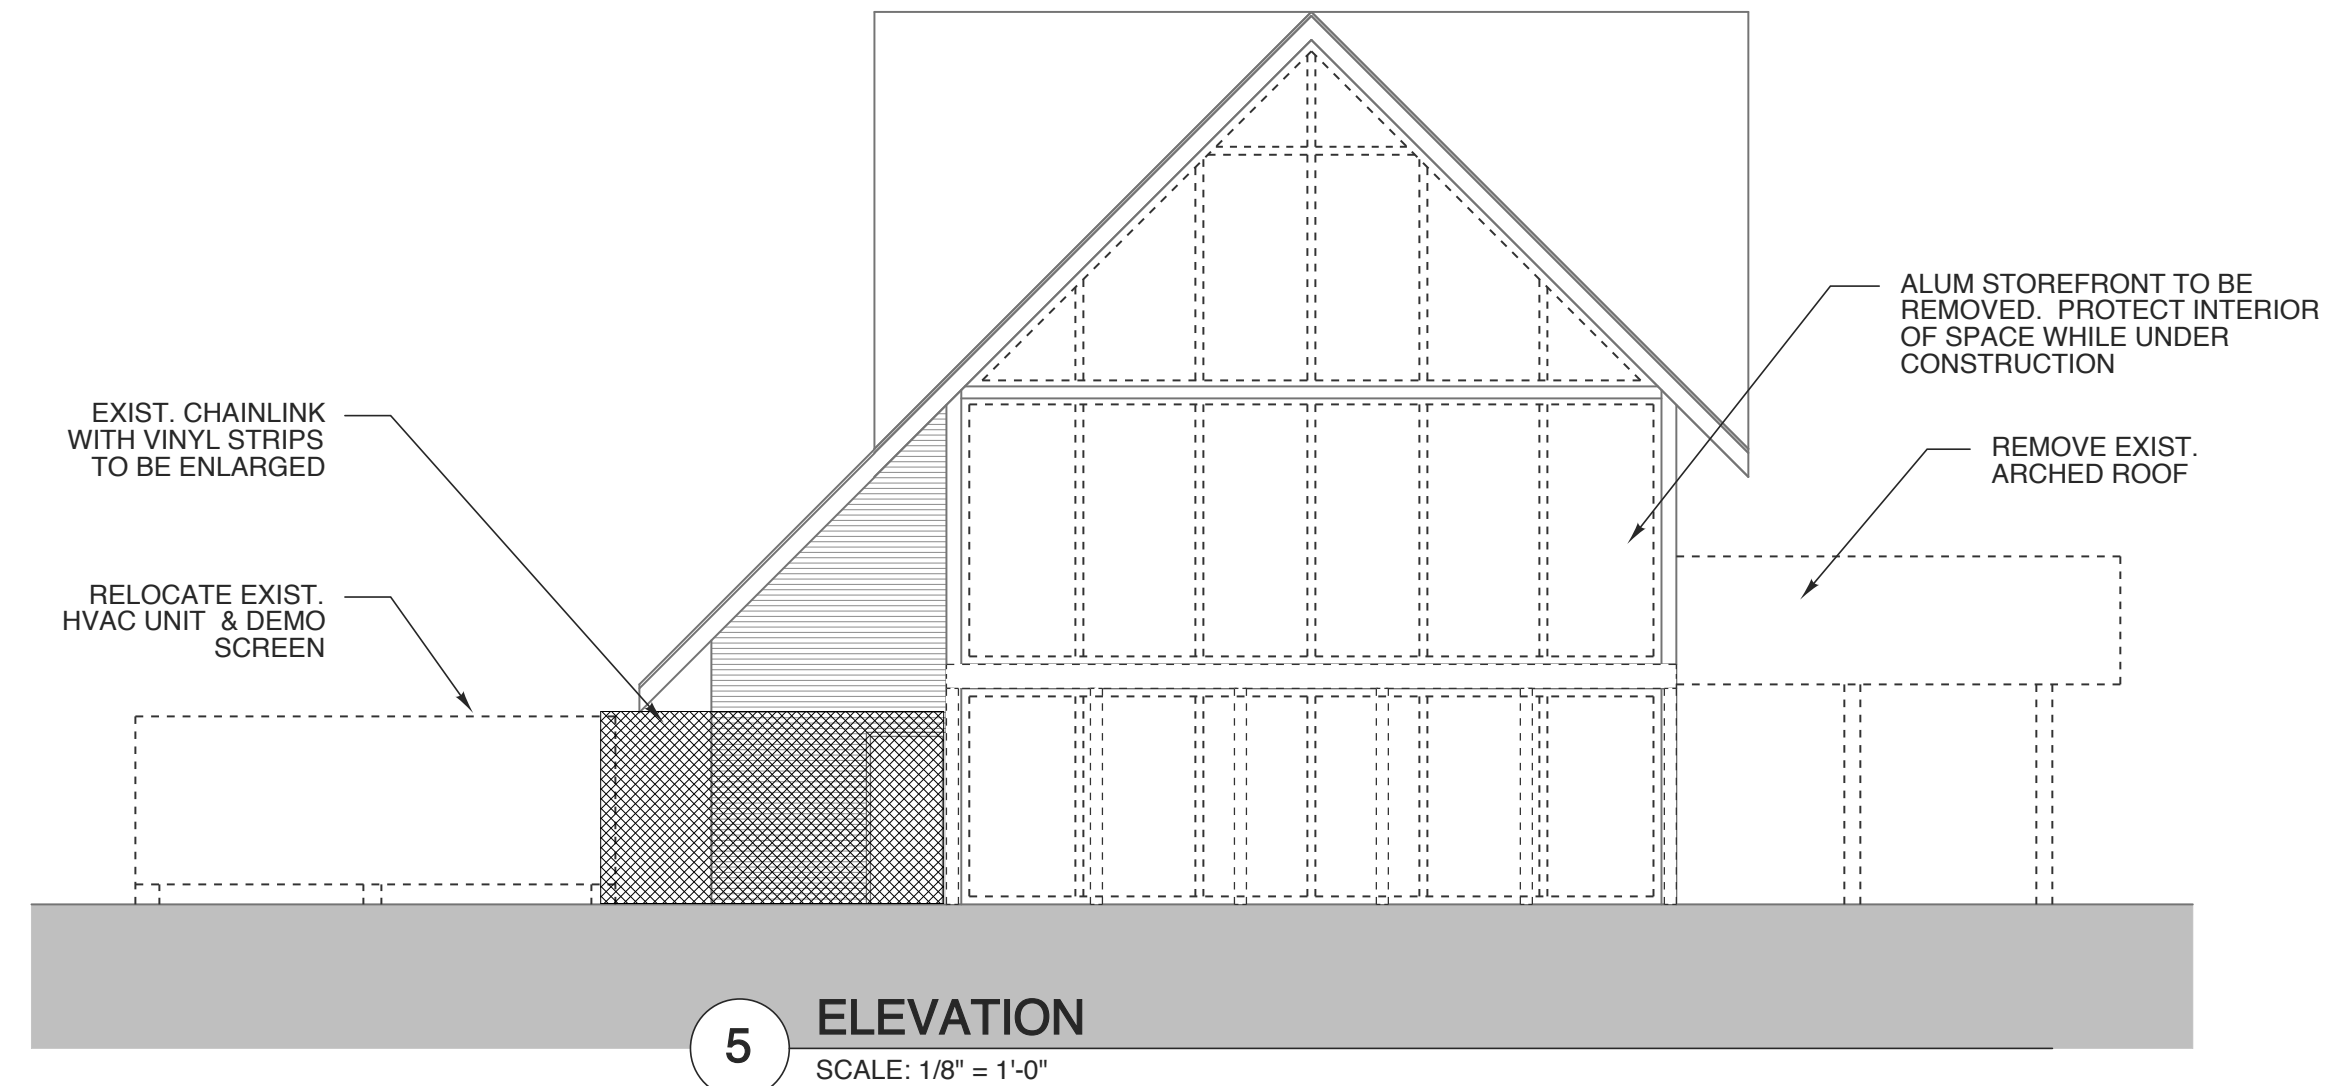 ALUM STOREFRONT TO BE
REMOVED. PROTECT INTERIOR
OF SPACE WHILE UNDER
CONSTRUCTION
EXIST. CHAINLINK
WITH VINYL STRIPS
TO BE ENLARGED
REMOVE EXIST.
ARCHED ROOF
RELOCATE EXIST.
HVAC UNIT & DEMO
SCREEN
5
ELEVATION
SCALE: 1/8" = 1'-0"